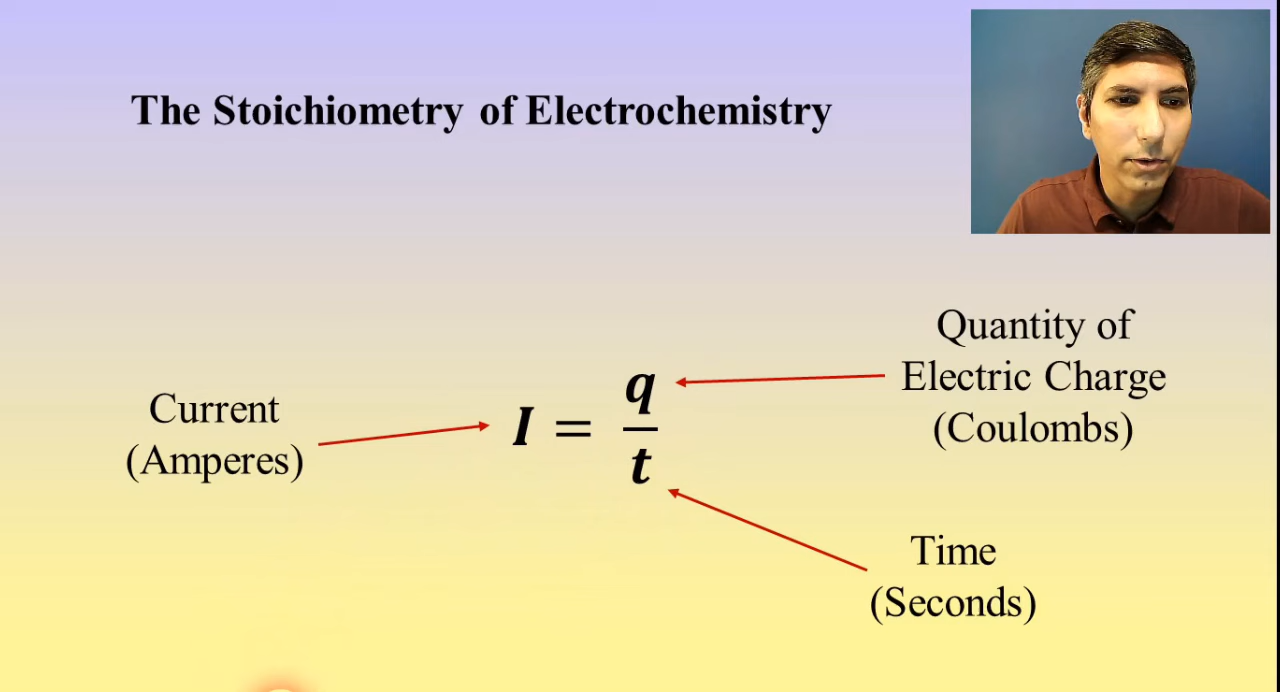 The Stoichiometry of Electrochemistry
Quantity of
Electric Charge
(Coulombs)
Current
(Amperes)
I = q/t
Time
(Seconds)